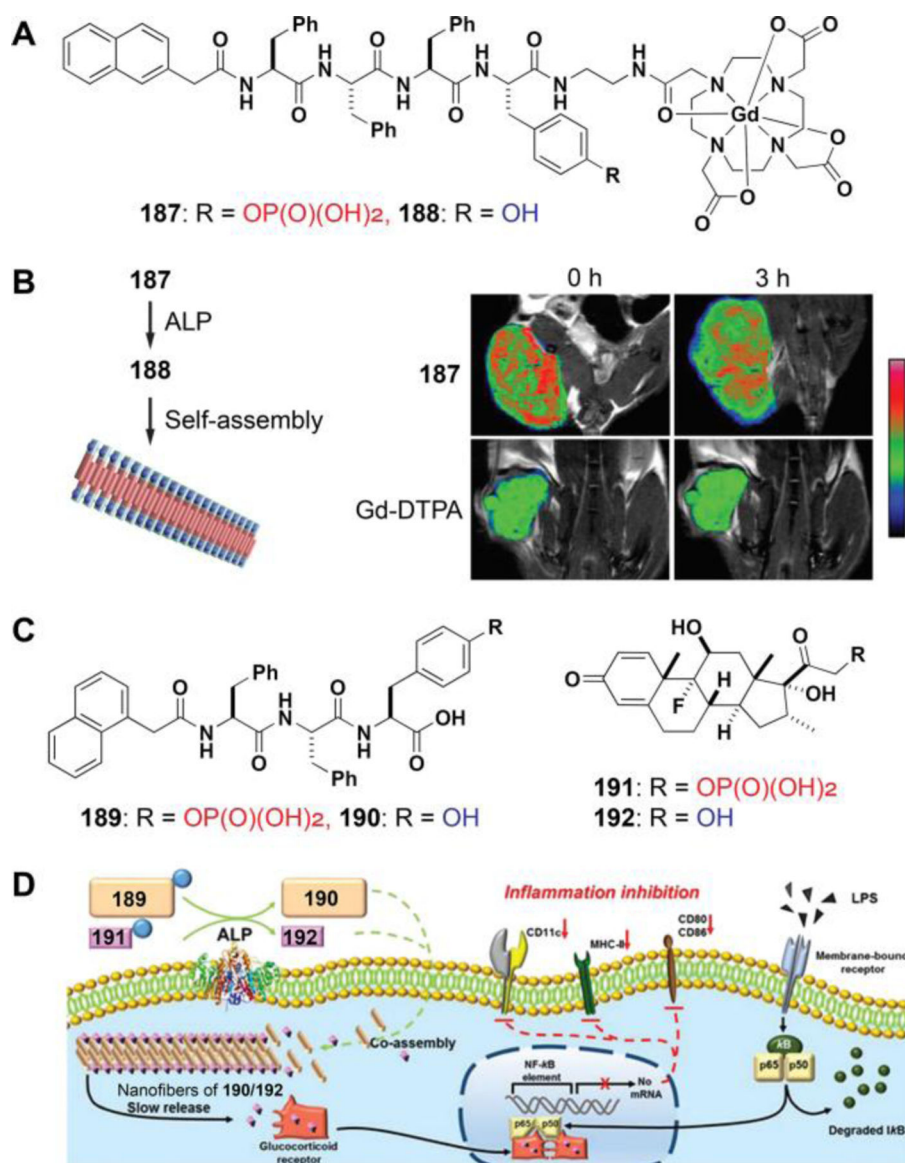 A
Ph
Ph
O
H
N
O
H
N
O
H
N
O
N
H
O
N
H
O
N
H
O
N
N
Gd
N
N
O
O
O
O
O
O
Ph
R
187: R = OP(O)(OH)2, 188: R = OH
B
187
ALP
188
Self-assembly
0 h
3 h
187
Gd-DTPA
C
R
Ph
O
H
N
O
N
H
O
N
H
O
OH
Ph
189: R = OP(O)(OH)2, 190: R = OH
HO
O
R
OH
H
F
H
O
191: R = OP(O)(OH)2
192: R = OH
D
189
190
191
ALP
192
Inflammation inhibition
CD11c
MHC-II
CD80
CD86
LPS
Membrane-bound
receptor
Co-assembly
Nanofibers of 190/192
Slow release
Glucocorticoid
receptor
NF-kB
element
No
mRNA
p65
p50
kB
p65
p50
Degraded IkB